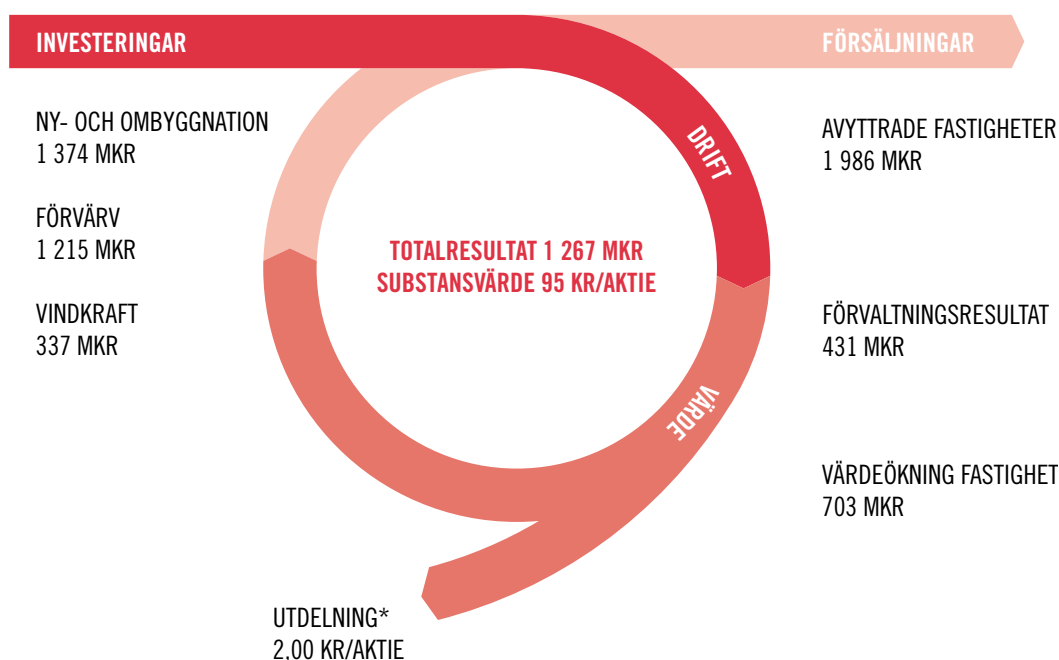 INVESTERINGAR
FÖRSÄLJNINGAR
NY- OCH OMBYGGNATION
1 374 MKR
FÖRVÄRV
1 215 MKR
VINDKRAFT
337 MKR
DRIFT
TOTALRESULTAT 1 267 MKR
SUBSTANSVÄRDE 95 KR/AKTIE
VÄRDE
AVYTTRADE FASTIGHETER
1 986 MKR
FÖRVALTNINGSRESULTAT
431 MKR
VÄRDEÖKNING FASTIGHET
703 MKR
UTDELNING*
2,00 KR/AKTIE